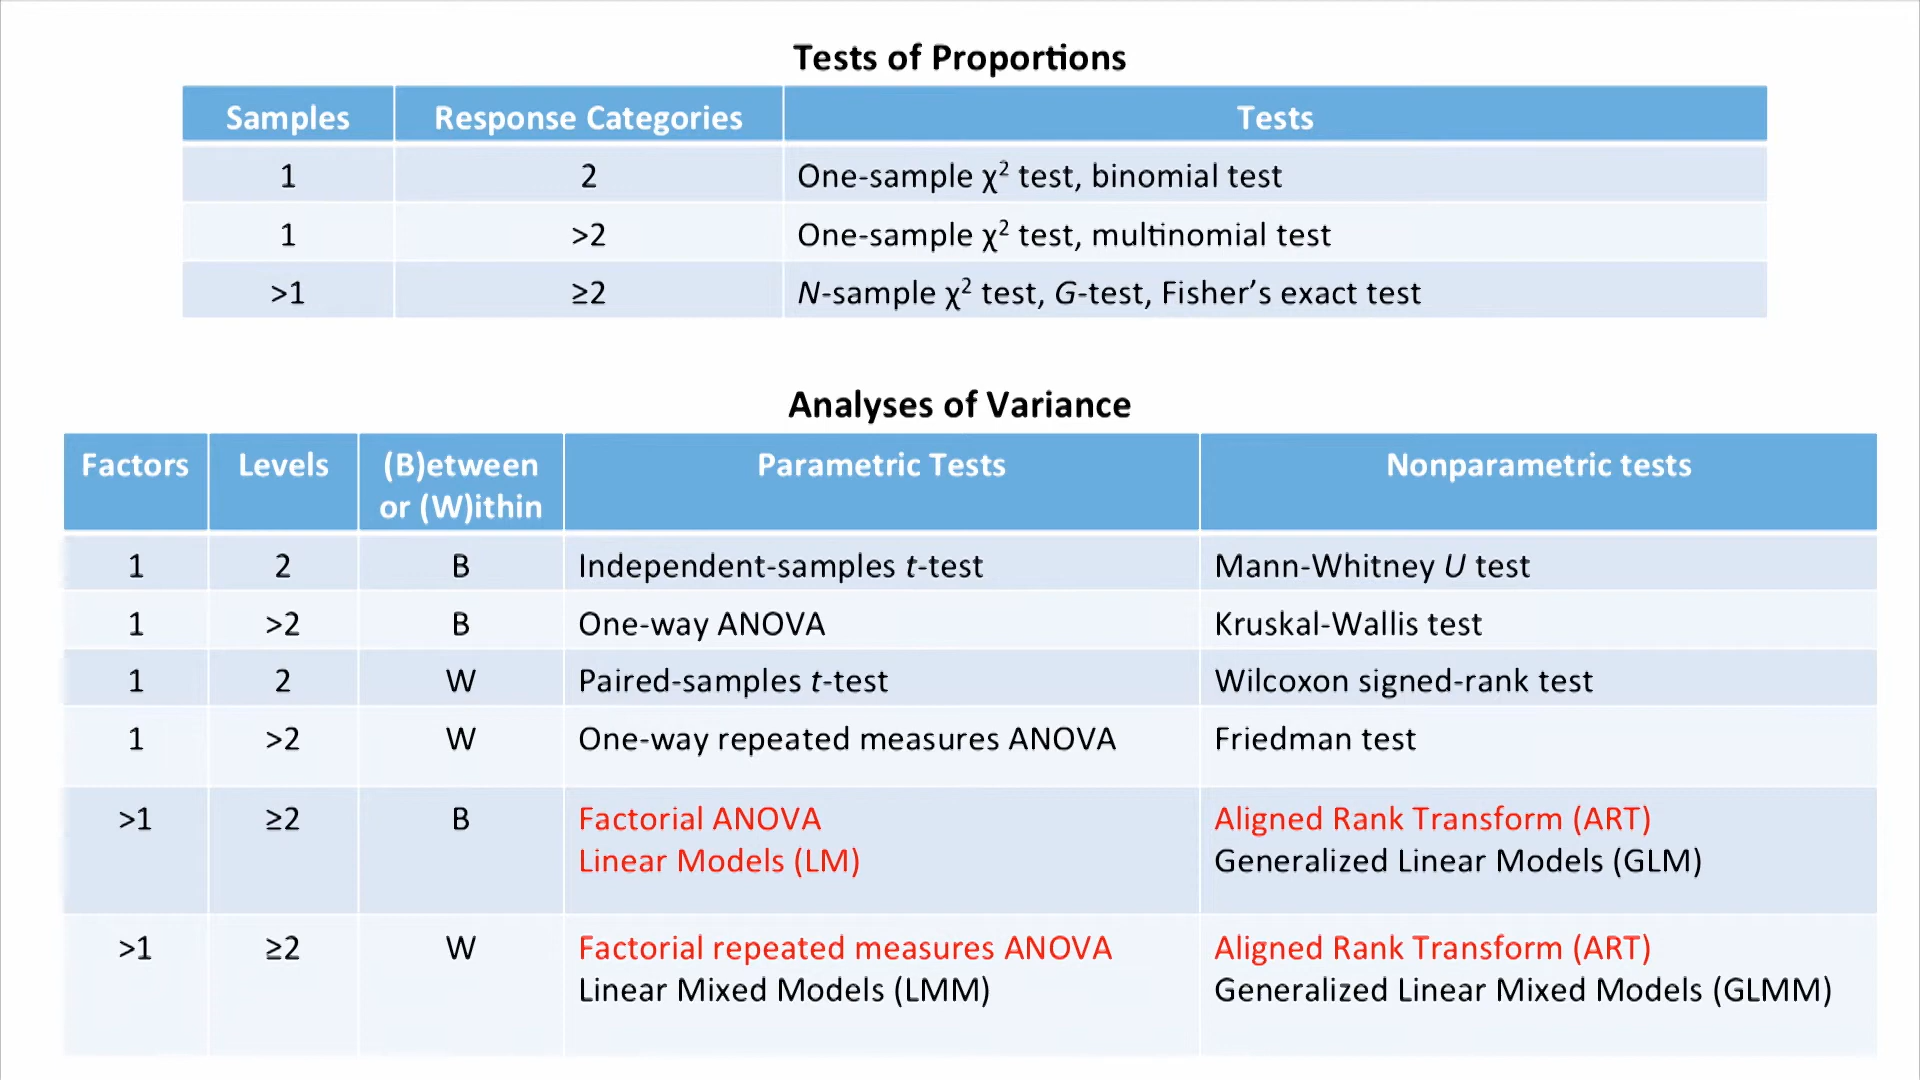 Tests of Proportions
Samples Response Categories Tests
1 2 One-sample χ² test, binomial test
1 >2 One-sample χ² test, multinomial test
>1 ≥2 N-sample χ² test, G-test, Fisher’s exact test
Analyses of Variance
Factors Levels (B)etween Parametric Tests Nonparametric tests
or (W)ithin
1 2 B Independent-samples t-test Mann-Whitney U test
1 >2 B One-way ANOVA Kruskal-Wallis test
1 2 W Paired-samples t-test Wilcoxon signed-rank test
1 >2 W One-way repeated measures ANOVA Friedman test
>1 ≥2 B Factorial ANOVA Aligned Rank Transform (ART)
Linear Models (LM) Generalized Linear Models (GLM)
>1 ≥2 W Factorial repeated measures ANOVA Aligned Rank Transform (ART)
Linear Mixed Models (LMM) Generalized Linear Mixed Models (GLMM)